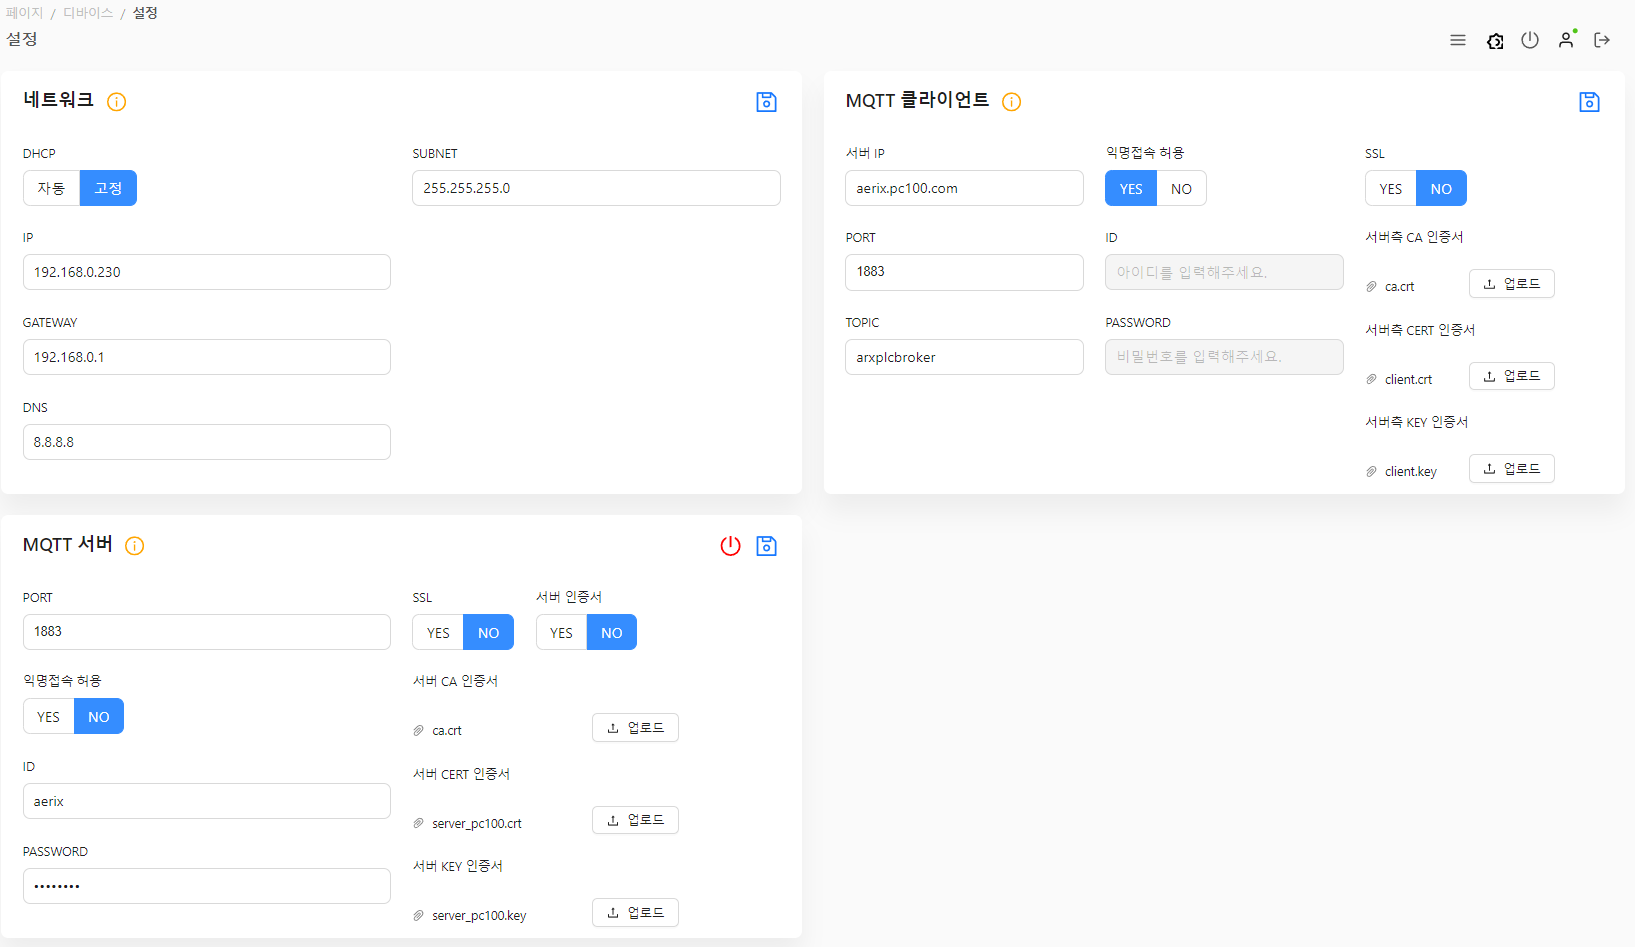 페이지 / 디바이스 / 설정
설정
네트워크
DHCP
자동 고정
SUBNET
255.255.255.0
IP
192.168.0.230
GATEWAY
192.168.0.1
DNS
8.8.8.8
MQTT 클라이언트
서버 IP
aerix.pc100.com
익명접속 허용
YES NO
SSL
YES NO
PORT
1883
ID
아이디를 입력해주세요.
서버측 CA 인증서
ca.crt 업로드
TOPIC
arxplcbroker
PASSWORD
비밀번호를 입력해주세요.
서버측 CERT 인증서
client.crt 업로드
서버측 KEY 인증서
client.key 업로드
MQTT 서버
PORT
1883
SSL
YES NO
서버 인증서
YES NO
익명접속 허용
YES NO
서버 CA 인증서
ca.crt 업로드
ID
aerix
서버 CERT 인증서
server_pc100.crt 업로드
PASSWORD
••••••••
서버 KEY 인증서
server_pc100.key 업로드